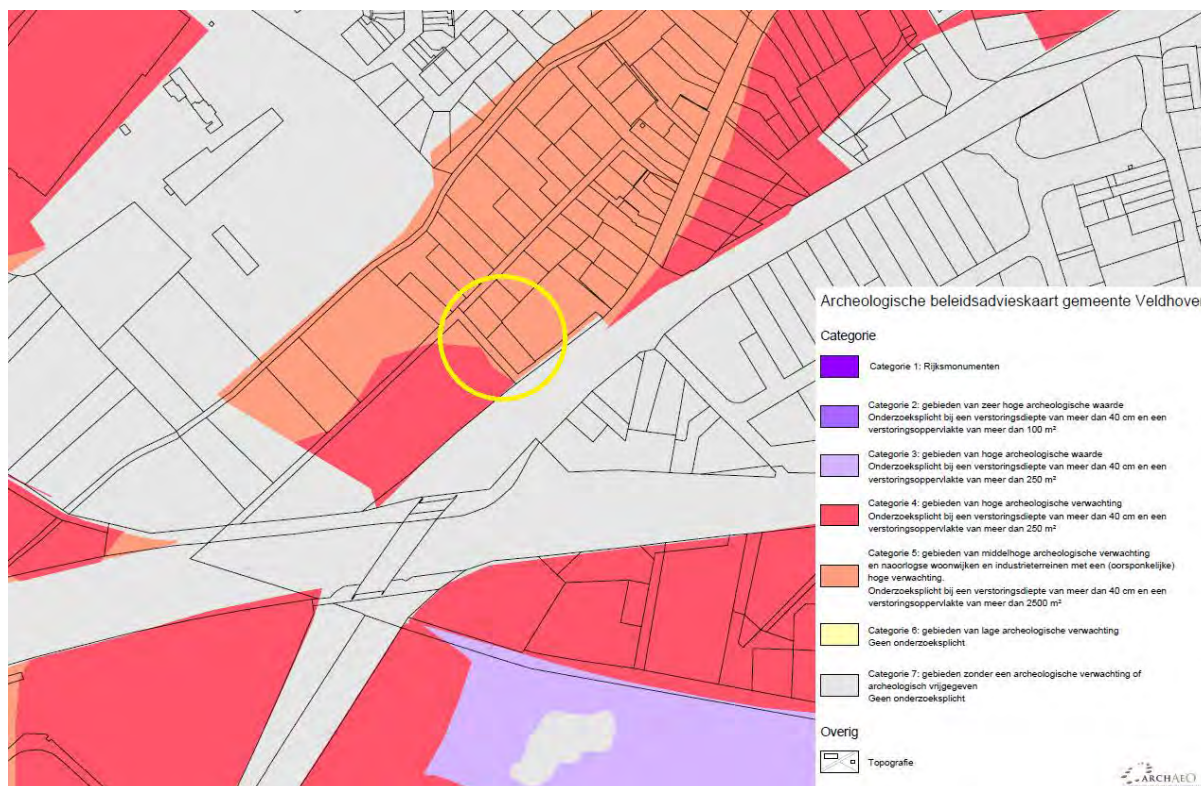 Archeologische beleidsadvieskaart gemeente Veldhoven
Categorie
Categorie 1: Rijksmonumenten
Categorie 2: gebieden van zeer hoge archeologische waarde
Onderzoeksplicht bij een verstoringsdiepte van meer dan 40 cm en een
verstoringsoppervlakte van meer dan 100 m²
Categorie 3: gebieden van hoge archeologische waarde
Onderzoeksplicht bij een verstoringsdiepte van meer dan 40 cm en een
verstoringsoppervlakte van meer dan 250 m²
Categorie 4: gebieden van hoge archeologische verwachting
Onderzoeksplicht bij een verstoringsdiepte van meer dan 40 cm en een
verstoringsoppervlakte van meer dan 250 m²
Categorie 5: gebieden van middelhoge archeologische verwachting
en naoorlogse woonwijken en industrieterreinen met een (oorsponkelijke)
hoge verwachting.
Onderzoeksplicht bij een verstoringsdiepte van meer dan 40 cm en een
verstoringsoppervlakte van meer dan 2500 m²
Categorie 6: gebieden van lage archeologische verwachting
Geen onderzoeksplicht
Categorie 7: gebieden zonder een archeologische verwachting of
archeologisch vrijgegeven
Geen onderzoeksplicht
Overig
Topografie
ARCHAEO